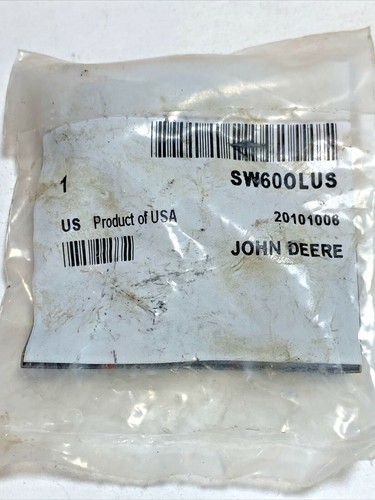 1 SW600LUS
US Product of USA 20101006
JOHN DEERE